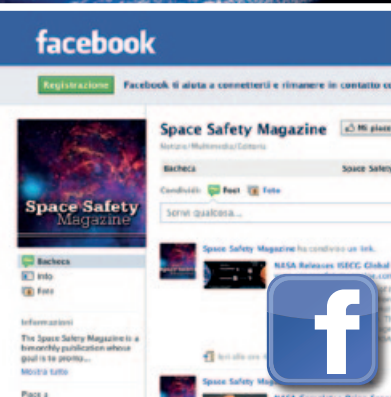 facebook
Registrazione Facebook ti aiuta a connetterti e rimanere in contatto
Space Safety Magazine Mi piace
Notizie/Multimedia/Editoria
Bacheca Space Safety
Condividi: Post Foto
Scrivi qualcosa...
Space Safety
Magazine
Space Safety Magazine ha condiviso un link.
NASA Releases ISECG Global
Bacheca
Info
Foto
Informazioni
The Space Safety Magazine is a
bimonthly publication whose
goal is to promo...
Mostra tutto
Piace a
Space Safety
f